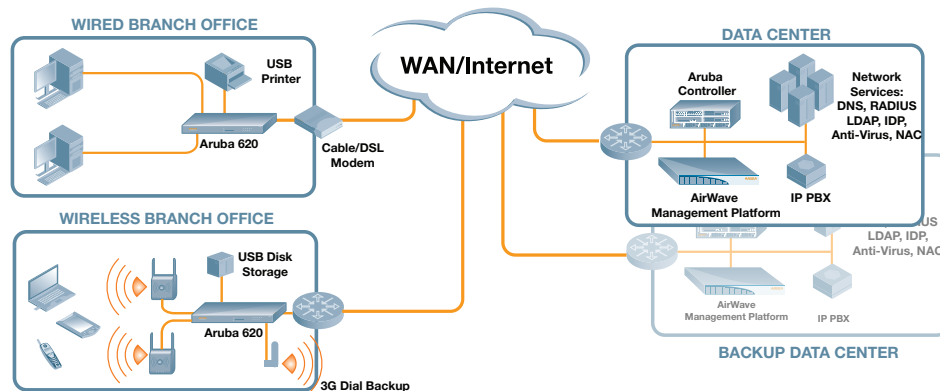 WIRED BRANCH OFFICE
USB
Printer
Aruba 620
Cable/DSL
Modem
WAN/Internet
DATA CENTER
Aruba
Controller
Network
Services:
DNS, RADIUS
LDAP, IDP,
Anti-Virus, NAC
AirWave
Management Platform
IP PBX
WIRELESS BRANCH OFFICE
USB Disk
Storage
Aruba 620
3G Dial Backup
LDAP, IDP,
Anti-Virus, NAC
AirWave
Management Platform
IP PBX
BACKUP DATA CENTER